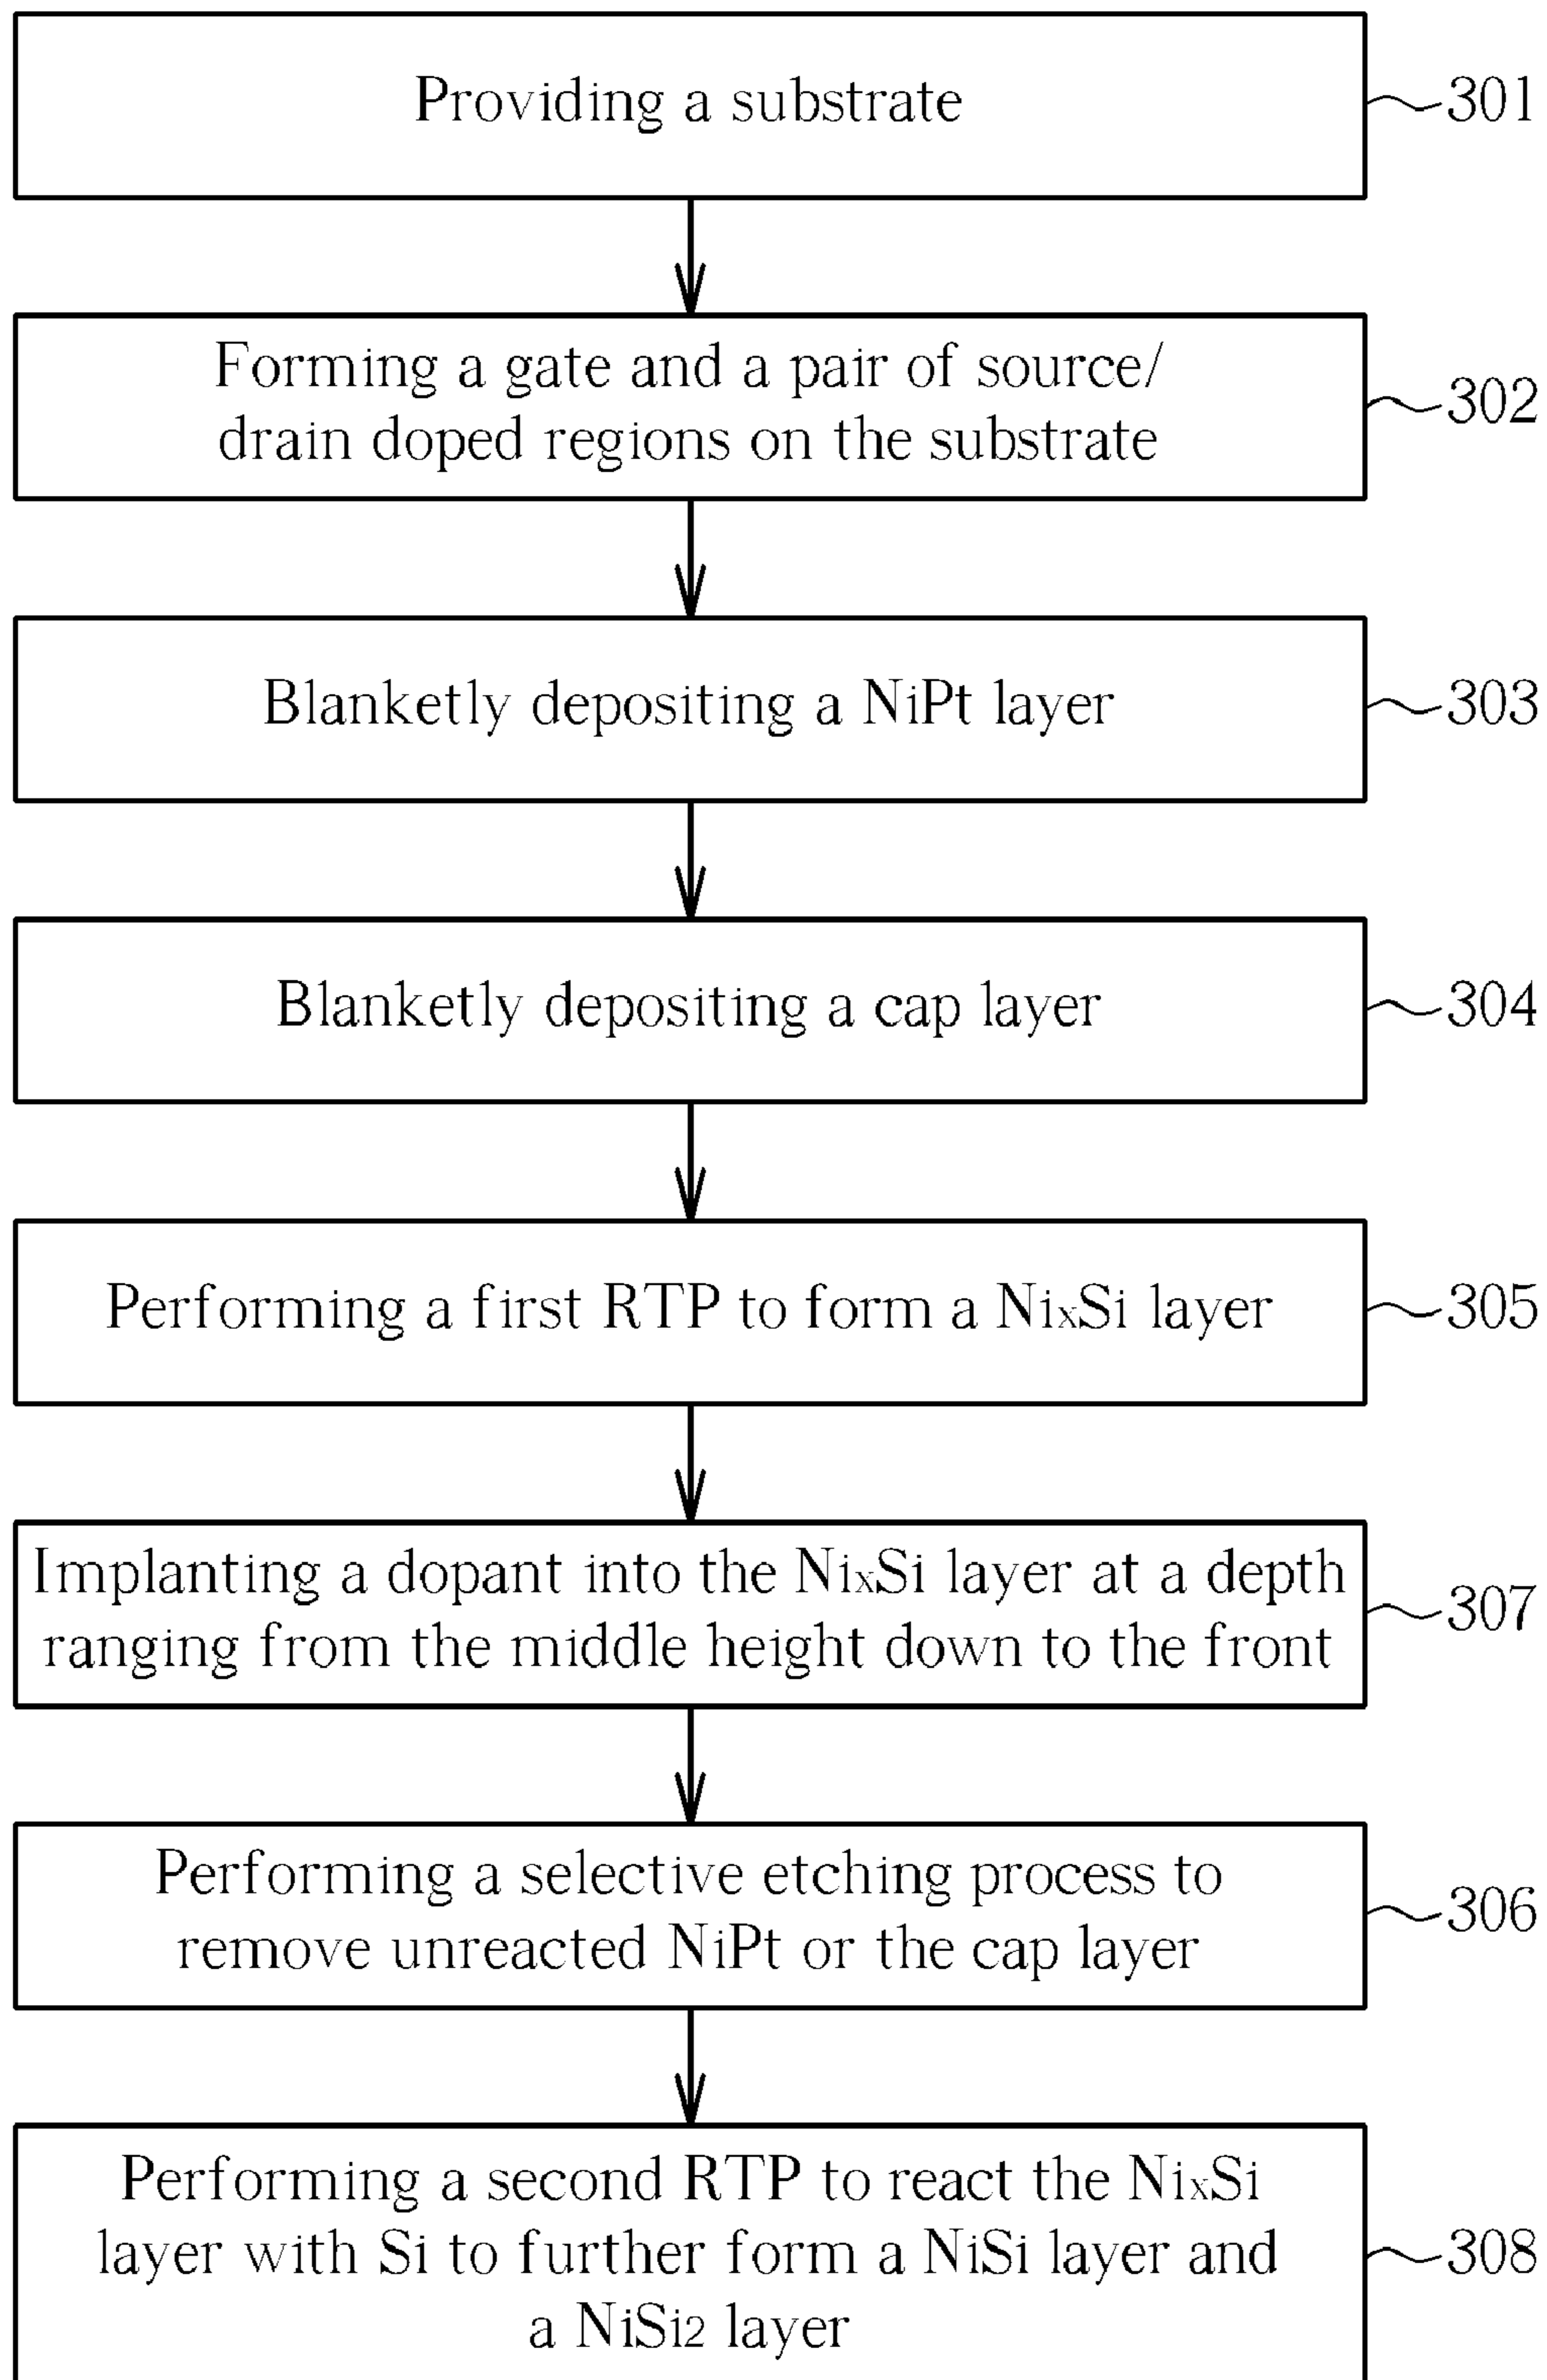 Providing a substrate
301
Forming a gate and a pair of source/
drain doped regions on the substrate
302
Blanketly depositing a NiPt layer
303
Blanketly depositing a cap layer
304
Performing a first RTP to form a NixSi layer
305
Implanting a dopant into the NixSi layer at a depth
ranging from the middle height down to the front
307
Performing a selective etching process to
remove unreacted NiPt or the cap layer
306
Performing a second RTP to react the NixSi
layer with Si to further form a NiSi layer and
a NiSi2 layer
308